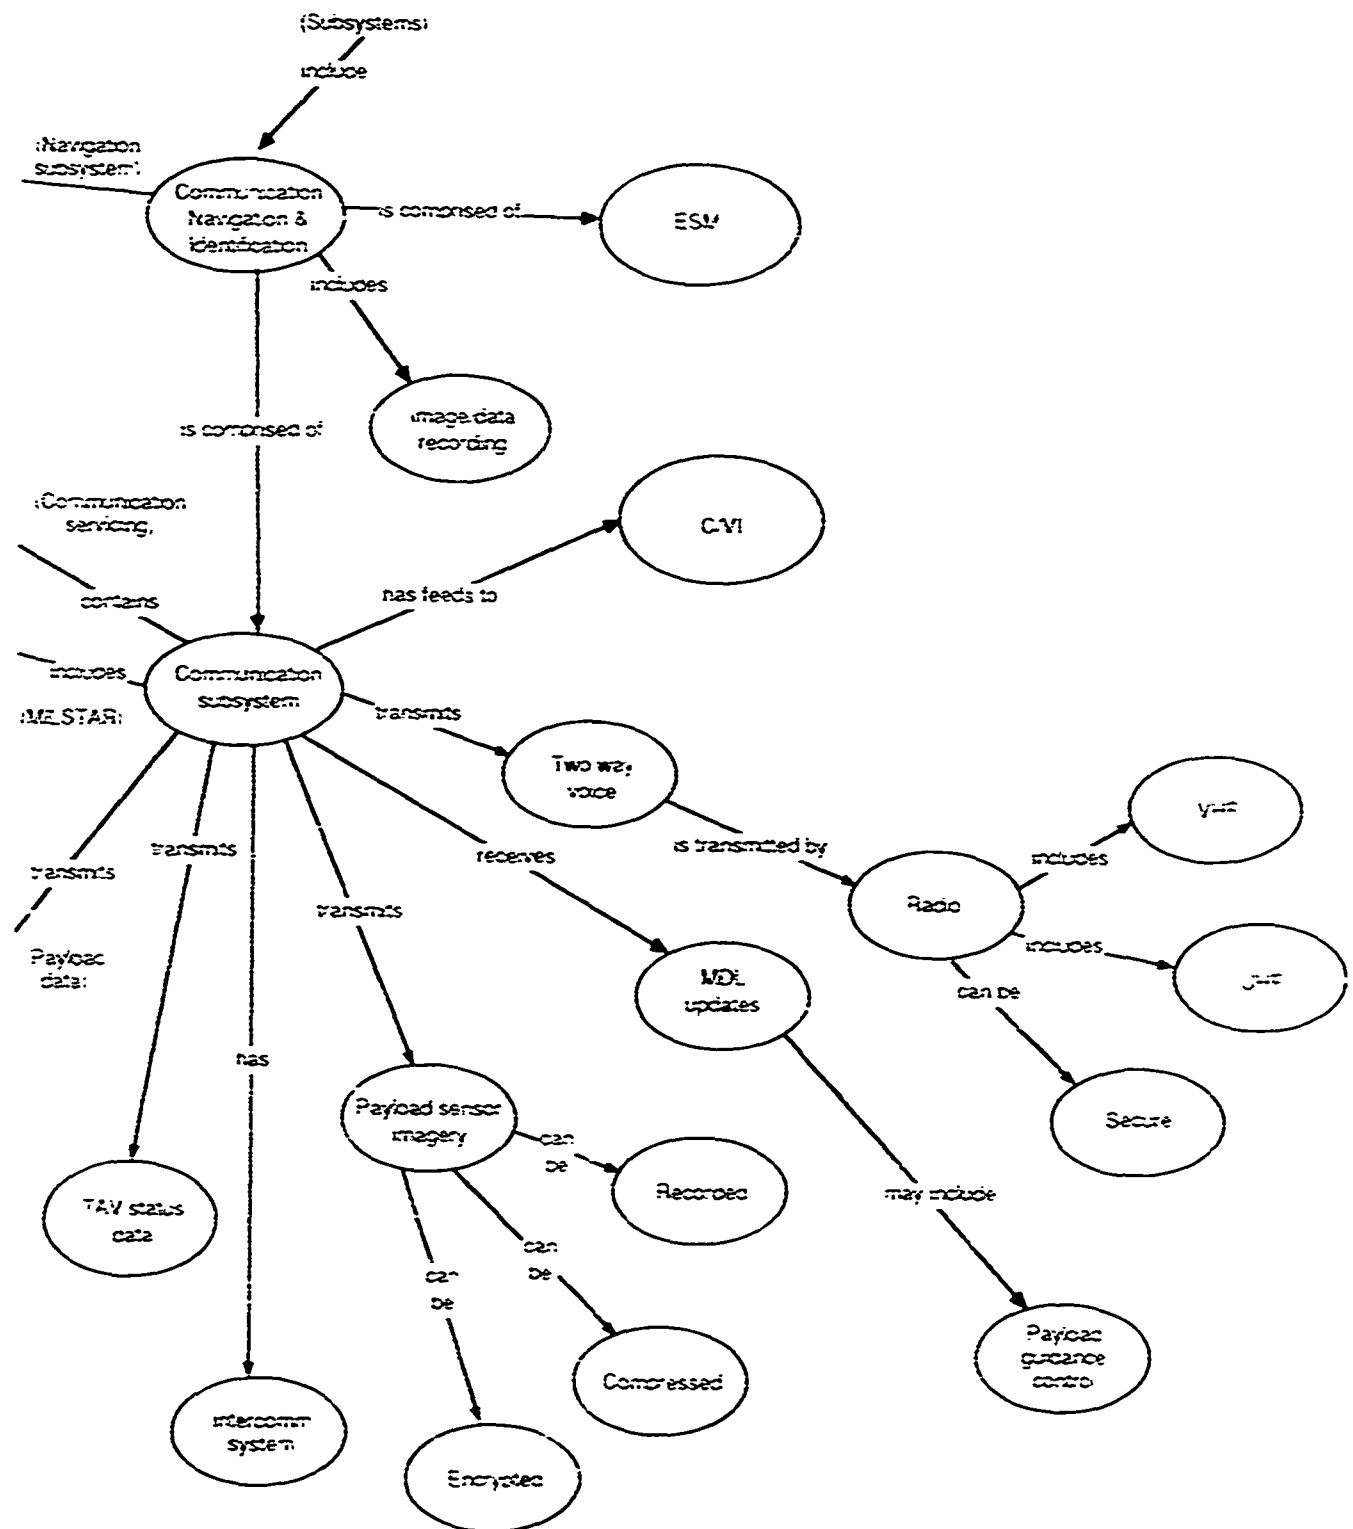 (Subsystems)
include
(Navigation
subsystem)
Communication
Navigation &
Identification
is comprised of
ESM
includes
Image/data
recording
is comprised of
(Communication
servicing)
contains
has feeds to
includes
Communication
subsystem
(MILSTAR)
transmits
Two way
voice
is transmitted by
Radio
includes
VHF
includes
can be
Secure
transmits
transmits
transmits
receives
MDL
updates
may include
Payload
guidance
control
(Payload
data)
has
Payload sensor
imagery
can
be
Recorded
can
be
Compressed
can
be
Encrypted
TAV status
data
Intercomm
system